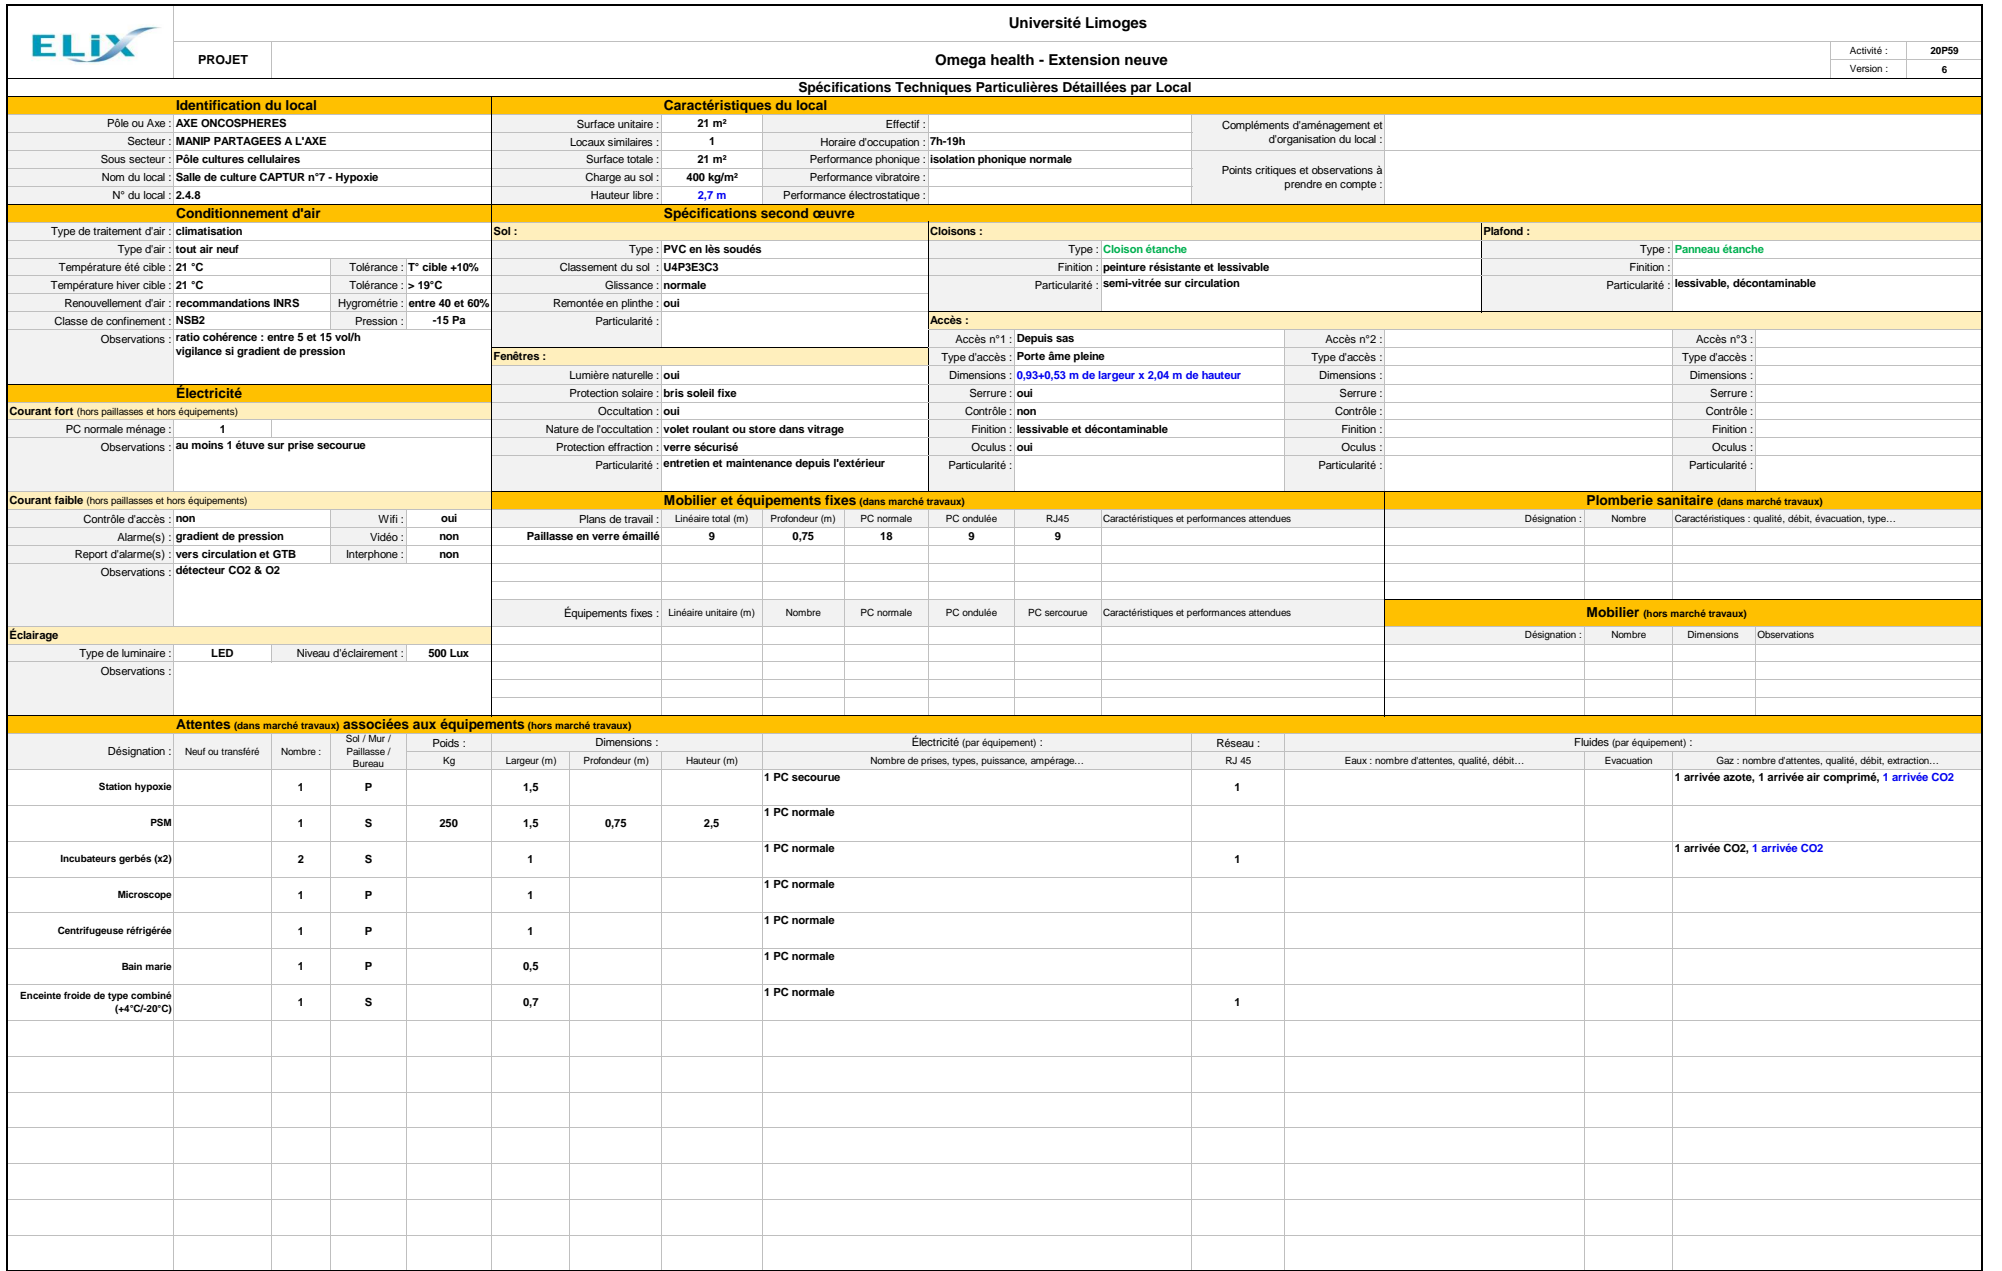 ELiX
Université Limoges
PROJET
Omega health - Extension neuve
Activité : 20P59
Version : 6
Spécifications Techniques Particulières Détaillées par Local
Identification du local
Pôle ou Axe : AXE ONCOSPHERES
Secteur : MANIP PARTAGEES A L'AXE
Sous secteur : Pôle cultures cellulaires
Nom du local : Salle de culture CAPTUR n°7 - Hypoxie
N° du local : 2.4.8
Caractéristiques du local
Surface unitaire : 21 m² Effectif :
Locaux similaires : 1 Horaire d'occupation : 7h-19h
Surface totale : 21 m² Performance phonique : isolation phonique normale
Charge au sol : 400 kg/m² Performance vibratoire :
Hauteur libre : 2,7 m Performance électrostatique :
Compléments d'aménagement et
d'organisation du local :
Points critiques et observations à
prendre en compte :
Conditionnement d'air
Type de traitement d'air : climatisation
Type d'air : tout air neuf
Température été cible : 21 °C Tolérance : T° cible +10%
Température hiver cible : 21 °C Tolérance : > 19°C
Renouvellement d'air : recommandations INRS Hygrométrie : entre 40 et 60%
Classe de confinement : NSB2 Pression : -15 Pa
Observations : ratio cohérence : entre 5 et 15 vol/h
vigilance si gradient de pression
Spécifications second œuvre
Sol :
Type : PVC en lès soudés
Classement du sol : U4P3E3C3
Glissance : normale
Remontée en plinthe : oui
Particularité :
Cloisons :
Type : Cloison étanche
Finition : peinture résistante et lessivable
Particularité : semi-vitrée sur circulation
Plafond :
Type : Panneau étanche
Finition :
Particularité : lessivable, décontaminable
Fenêtres :
Lumière naturelle : oui
Protection solaire : bris soleil fixe
Occultation : oui
Nature de l'occultation : volet roulant ou store dans vitrage
Protection effraction : verre sécurisé
Particularité : entretien et maintenance depuis l'extérieur
Accès :
Accès n°1 : Depuis sas Accès n°2 : Accès n°3 :
Type d'accès : Porte âme pleine Type d'accès : Type d'accès :
Dimensions : 0,93+0,53 m de largeur x 2,04 m de hauteur Dimensions : Dimensions :
Serrure : oui Serrure : Serrure :
Contrôle : non Contrôle : Contrôle :
Finition : lessivable et décontaminable Finition : Finition :
Oculus : oui Oculus : Oculus :
Particularité : Particularité : Particularité :
Électricité
Courant fort (hors paillasses et hors équipements)
PC normale ménage : 1
Observations : au moins 1 étuve sur prise secourue
Courant faible (hors paillasses et hors équipements)
Contrôle d'accès : non Wifi : oui
Alarme(s) : gradient de pression Vidéo : non
Report d'alarme(s) : vers circulation et GTB Interphone : non
Observations : détecteur CO2 & O2
Éclairage
Type de luminaire : LED Niveau d'éclairement : 500 Lux
Observations :
Mobilier et équipements fixes (dans marché travaux)
Plans de travail : Linéaire total (m) Profondeur (m) PC normale PC ondulée RJ45 Caractéristiques et performances attendues
Paillasse en verre émaillé 9 0,75 18 9 9
Équipements fixes : Linéaire unitaire (m) Nombre PC normale PC ondulée PC sercourue Caractéristiques et performances attendues
Plomberie sanitaire (dans marché travaux)
Désignation : Nombre Caractéristiques : qualité, débit, évacuation, type…
Mobilier (hors marché travaux)
Désignation : Nombre Dimensions Observations
Attentes (dans marché travaux) associées aux équipements (hors marché travaux)
Désignation : Neuf ou transféré Nombre : Sol / Mur / Paillasse / Bureau Poids : Dimensions : Électricité (par équipement) : Réseau : Fluides (par équipement) :
Kg Largeur (m) Profondeur (m) Hauteur (m) Nombre de prises, types, puissance, ampérage… RJ 45 Eaux : nombre d'attentes, qualité, débit… Evacuation Gaz : nombre d'attentes, qualité, débit, extraction…
Station hypoxie 1 P 1,5 1 PC secourue 1 1 arrivée azote, 1 arrivée air comprimé, 1 arrivée CO2
PSM 1 S 250 1,5 0,75 2,5 1 PC normale
Incubateurs gerbés (x2) 2 S 1 1 PC normale 1 1 arrivée CO2, 1 arrivée CO2
Microscope 1 P 1 1 PC normale
Centrifugeuse réfrigérée 1 P 1 1 PC normale
Bain marie 1 P 0,5 1 PC normale
Enceinte froide de type combiné
(+4°C/-20°C) 1 S 0,7 1 PC normale 1